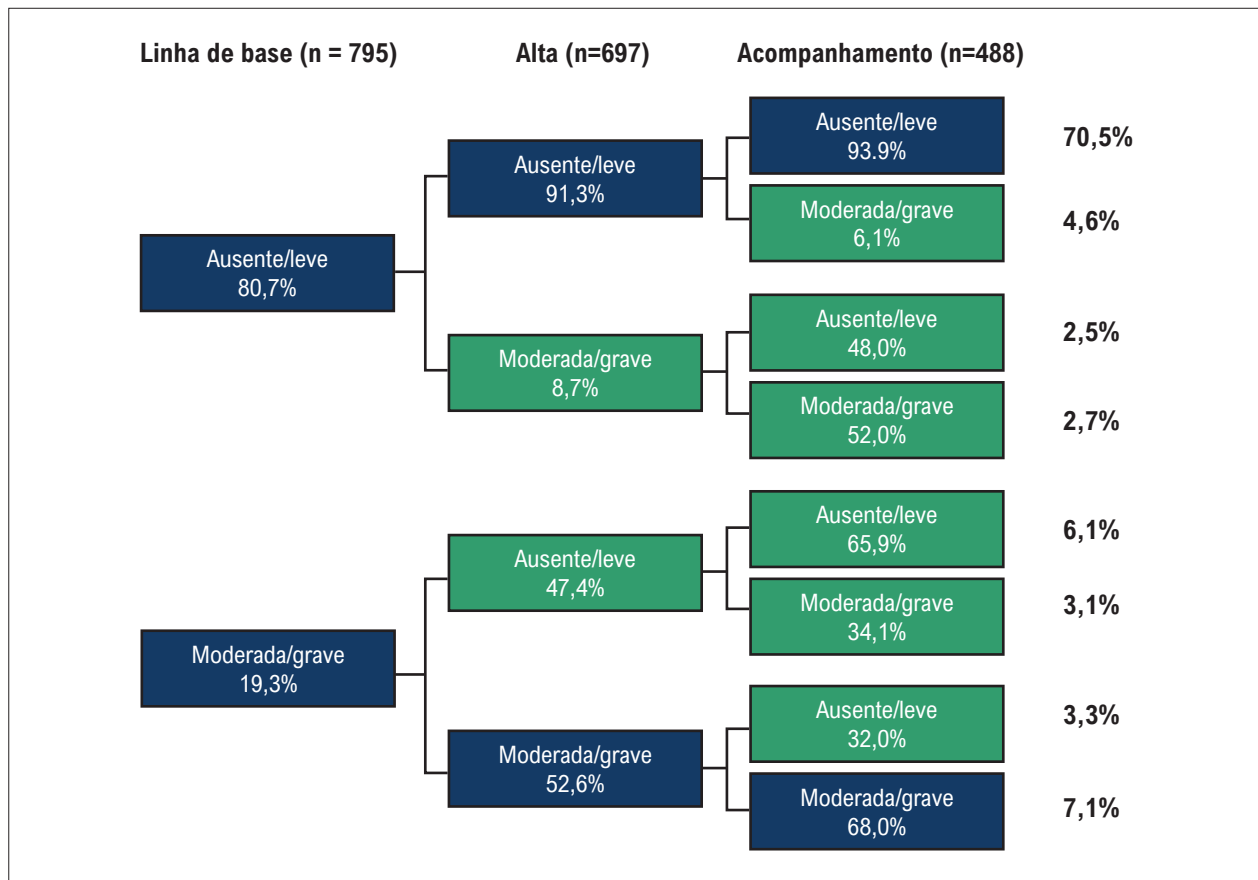 Linha de base (n = 795)
Alta (n=697)
Acompanhamento (n=488)
Ausente/leve
80,7%
Ausente/leve
91,3%
Ausente/leve
93.9%
70,5%
Moderada/grave
6,1%
4,6%
Moderada/grave
8,7%
Ausente/leve
48,0%
2,5%
Moderada/grave
52,0%
2,7%
Moderada/grave
19,3%
Ausente/leve
47,4%
Ausente/leve
65,9%
6,1%
Moderada/grave
34,1%
3,1%
Moderada/grave
52,6%
Ausente/leve
32,0%
3,3%
Moderada/grave
68,0%
7,1%